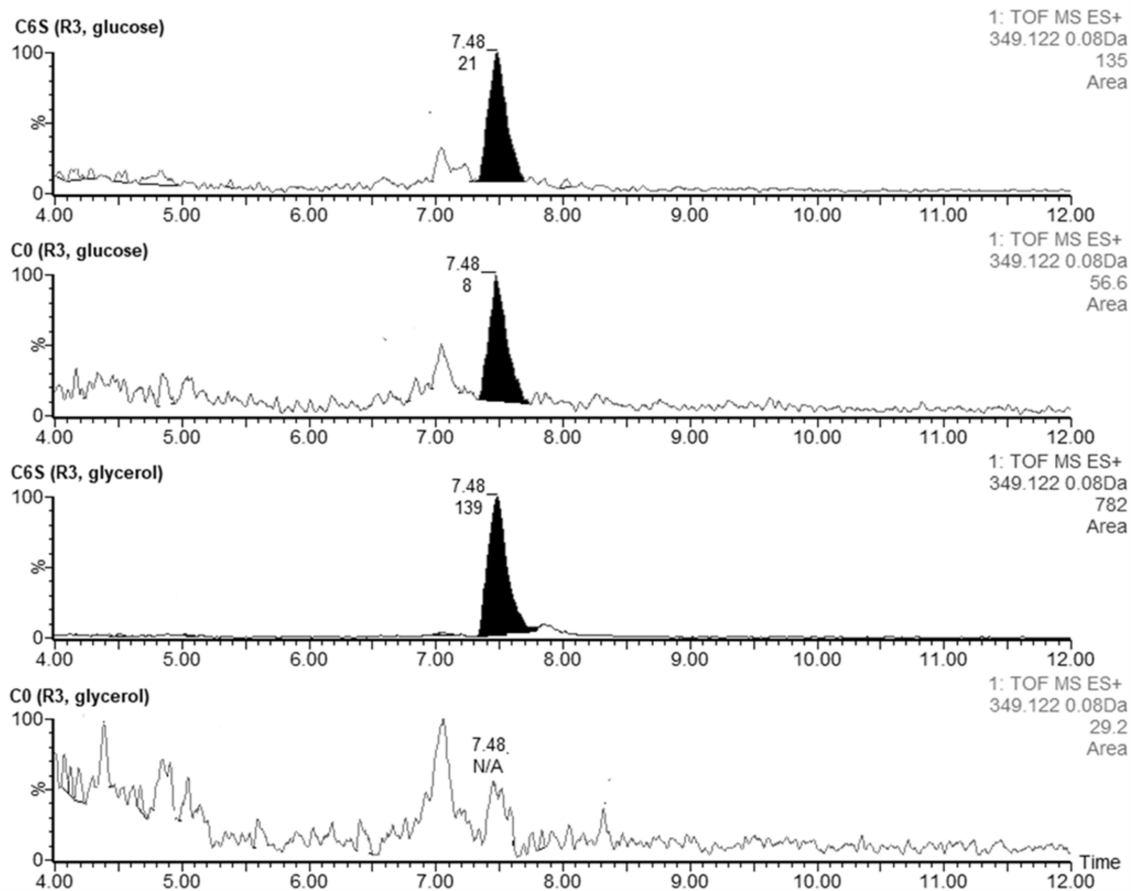 C6S (R3, glucose)
1: TOF MS ES+
349.122 0.08Da
135
Area
100
%
0
7.48
21
4.00 5.00 6.00 7.00 8.00 9.00 10.00 11.00 12.00
C0 (R3, glucose)
1: TOF MS ES+
349.122 0.08Da
56.6
Area
100
%
0
7.48
8
4.00 5.00 6.00 7.00 8.00 9.00 10.00 11.00 12.00
C6S (R3, glycerol)
1: TOF MS ES+
349.122 0.08Da
782
Area
100
%
0
7.48
139
4.00 5.00 6.00 7.00 8.00 9.00 10.00 11.00 12.00
C0 (R3, glycerol)
1: TOF MS ES+
349.122 0.08Da
29.2
Area
100
%
0
7.48
N/A
Time
4.00 5.00 6.00 7.00 8.00 9.00 10.00 11.00 12.00